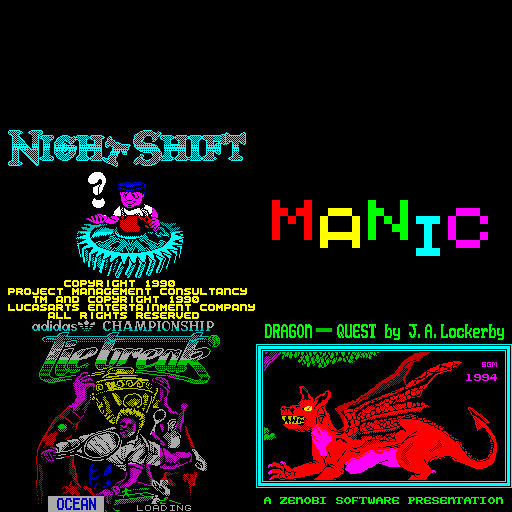 NIGHT SHIFT
?
COPYRIGHT 1990
PROJECT MANAGEMENT CONSULTANCY
TM AND COPYRIGHT 1990
LUCASARTS ENTERTAINMENT COMPANY
ALL RIGHTS RESERVED
MANIC
adidas CHAMPIONSHIP
tie break
OCEAN
LOADING
DRAGON — QUEST by J.A.Lockerby
SGM
1994
A ZENOBI SOFTWARE PRESENTATION